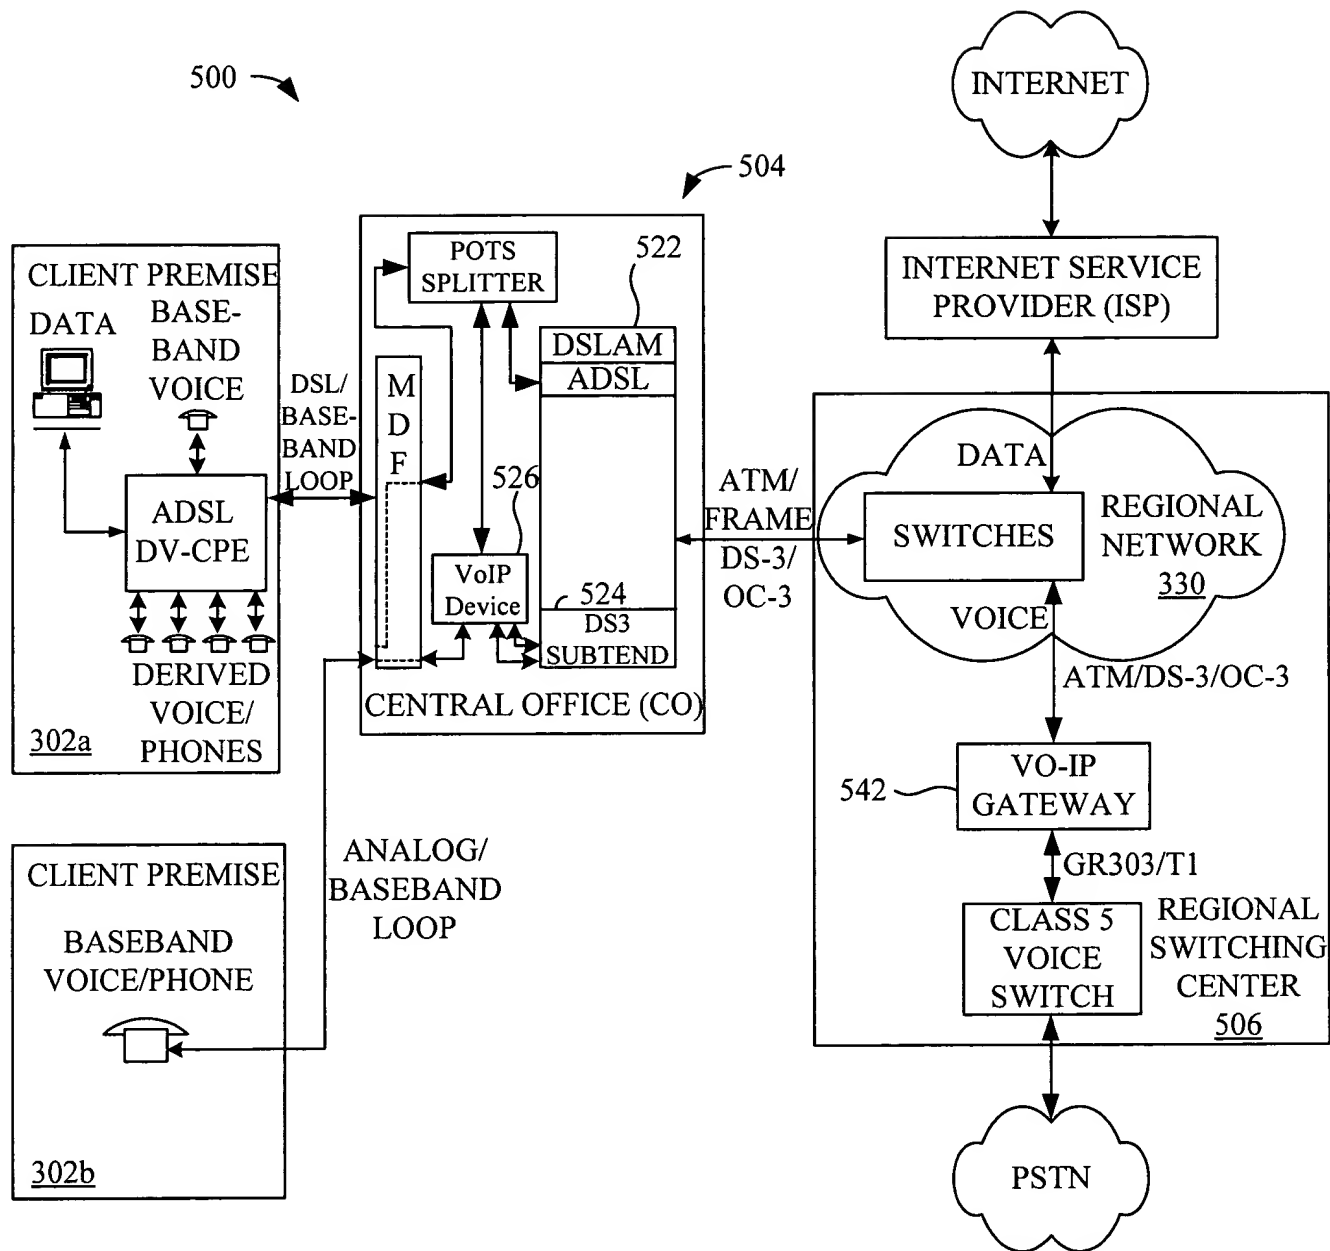 500
504
INTERNET
INTERNET SERVICE
PROVIDER (ISP)
CLIENT PREMISE
DATA
BASE-
BAND
VOICE
ADSL
DV-CPE
DERIVED
VOICE/
PHONES
302a
DSL/
BASE-
BAND
LOOP
POTS
SPLITTER
522
DSLAM
ADSL
M
D
F
526
VoIP
Device
524
DS3
SUBTEND
CENTRAL OFFICE (CO)
ATM/
FRAME
DS-3/
OC-3
DATA
SWITCHES
VOICE
REGIONAL
NETWORK
330
ATM/DS-3/OC-3
VO-IP
GATEWAY
542
GR303/T1
CLASS 5
VOICE
SWITCH
REGIONAL
SWITCHING
CENTER
506
PSTN
CLIENT PREMISE
BASEBAND
VOICE/PHONE
302b
ANALOG/
BASEBAND
LOOP